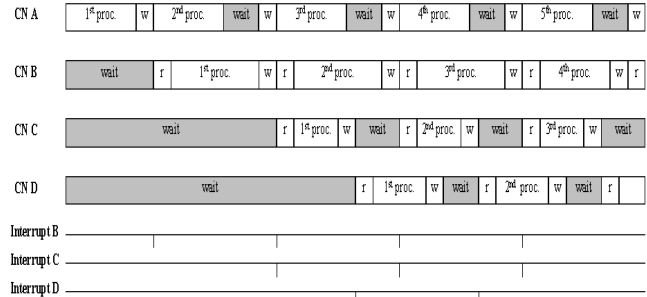 CN A 1st proc. w 2nd proc. wait w 3rd proc. wait w 4th proc. wait w 5th proc. wait w
CN B wait r 1st proc. w r 2nd proc. w r 3rd proc. w r 4th proc. w r
CN C wait r 1st proc. w wait r 2nd proc. w wait r 3rd proc. w wait
CN D wait r 1st proc. w wait r 2nd proc. w wait r
Interrupt B
Interrupt C
Interrupt D